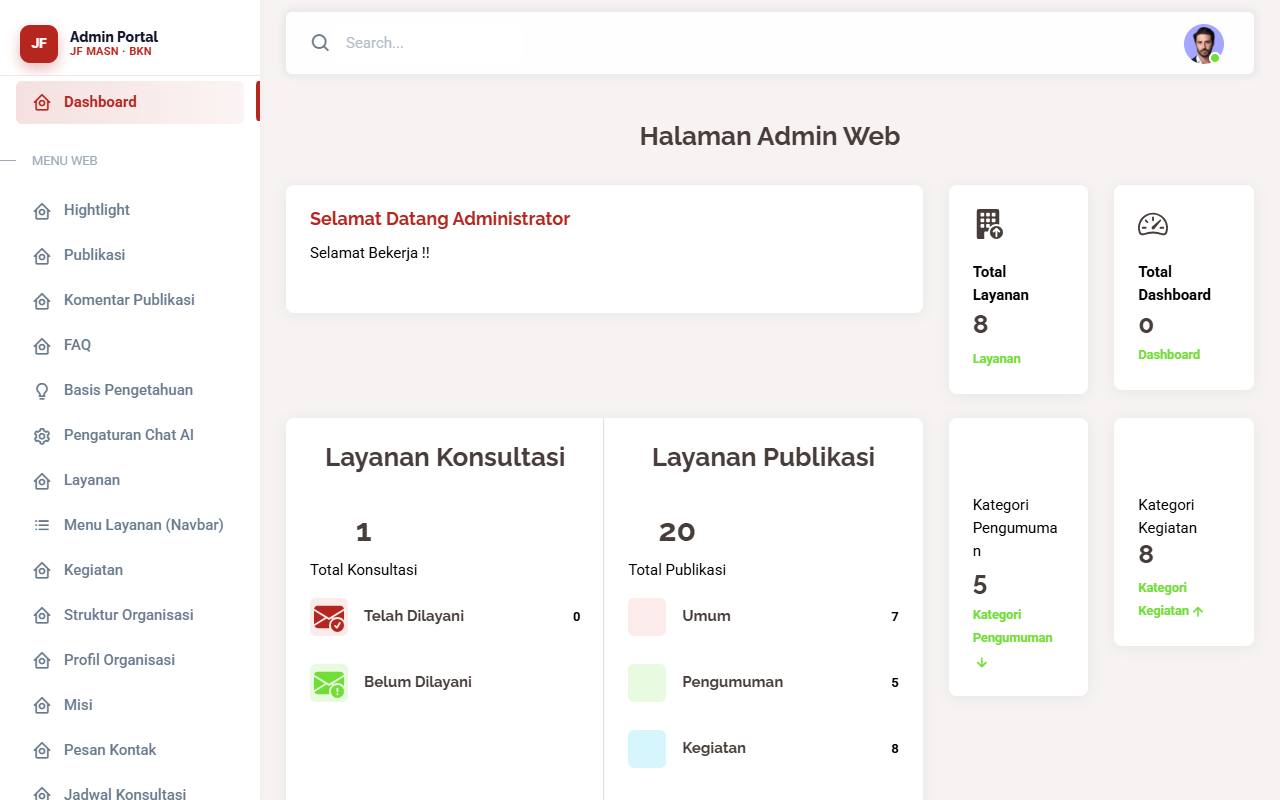 JF
Admin Portal
JF MASN · BKN
Dashboard
MENU WEB
Hightlight
Publikasi
Komentar Publikasi
FAQ
Basis Pengetahuan
Pengaturan Chat AI
Layanan
Menu Layanan (Navbar)
Kegiatan
Struktur Organisasi
Profil Organisasi
Misi
Pesan Kontak
Jadwal Konsultasi
Search...
Halaman Admin Web
Selamat Datang Administrator
Selamat Bekerja !!
Total
Layanan
8
Layanan
Total
Dashboard
0
Dashboard
Layanan Konsultasi
1
Total Konsultasi
Telah Dilayani 0
Belum Dilayani
Layanan Publikasi
20
Total Publikasi
Umum 7
Pengumuman 5
Kegiatan 8
Kategori
Pengumuma
n
5
Kategori
Pengumuman
Kategori
Kegiatan
8
Kategori
Kegiatan